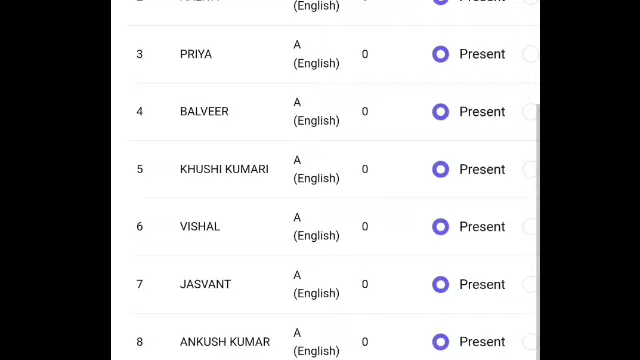 (English)
3 PRIYA A (English) 0 Present
4 BALVEER A (English) 0 Present
5 KHUSHI KUMARI A (English) 0 Present
6 VISHAL A (English) 0 Present
7 JASVANT A (English) 0 Present
8 ANKUSH KUMAR A (English) 0 Present